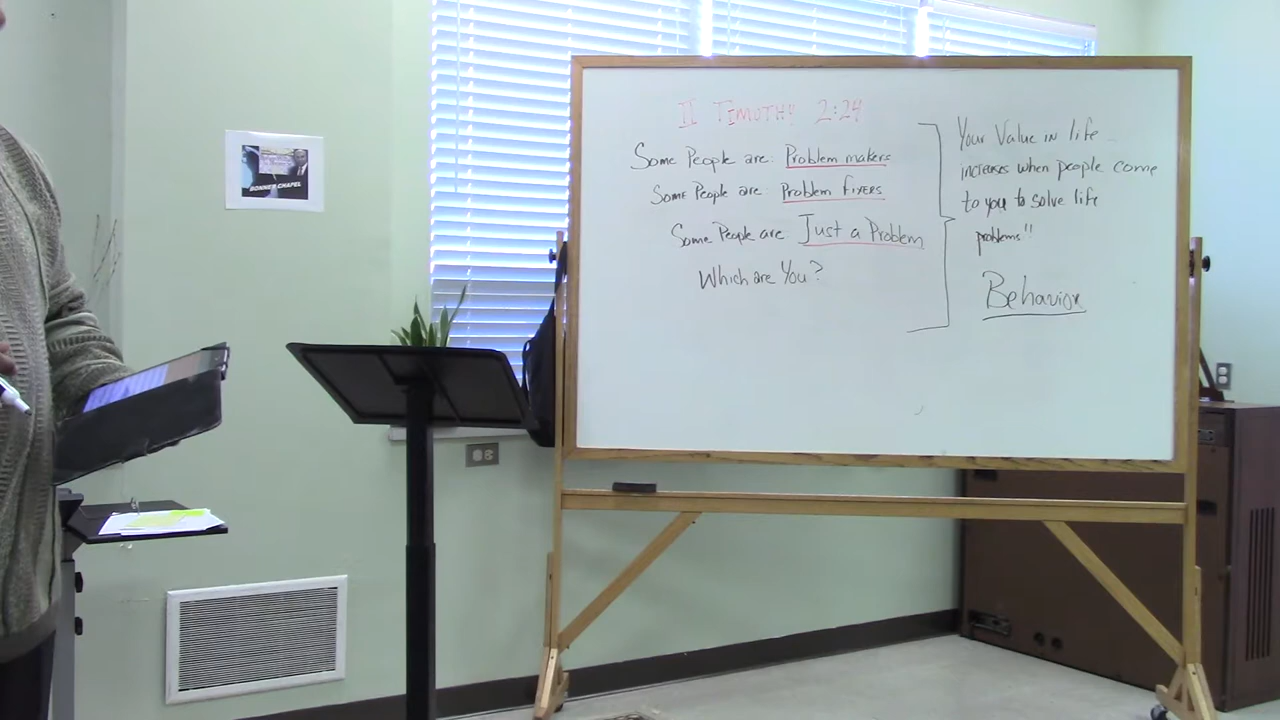 II TIMOTHY 2:24
Some People are: Problem makers
Some People are: Problem fixers
Some People are: Just a Problem
Which are You?
Your Value in life
increases when people come
to you to solve life
problems"
Behavior
BONNER CHAPEL